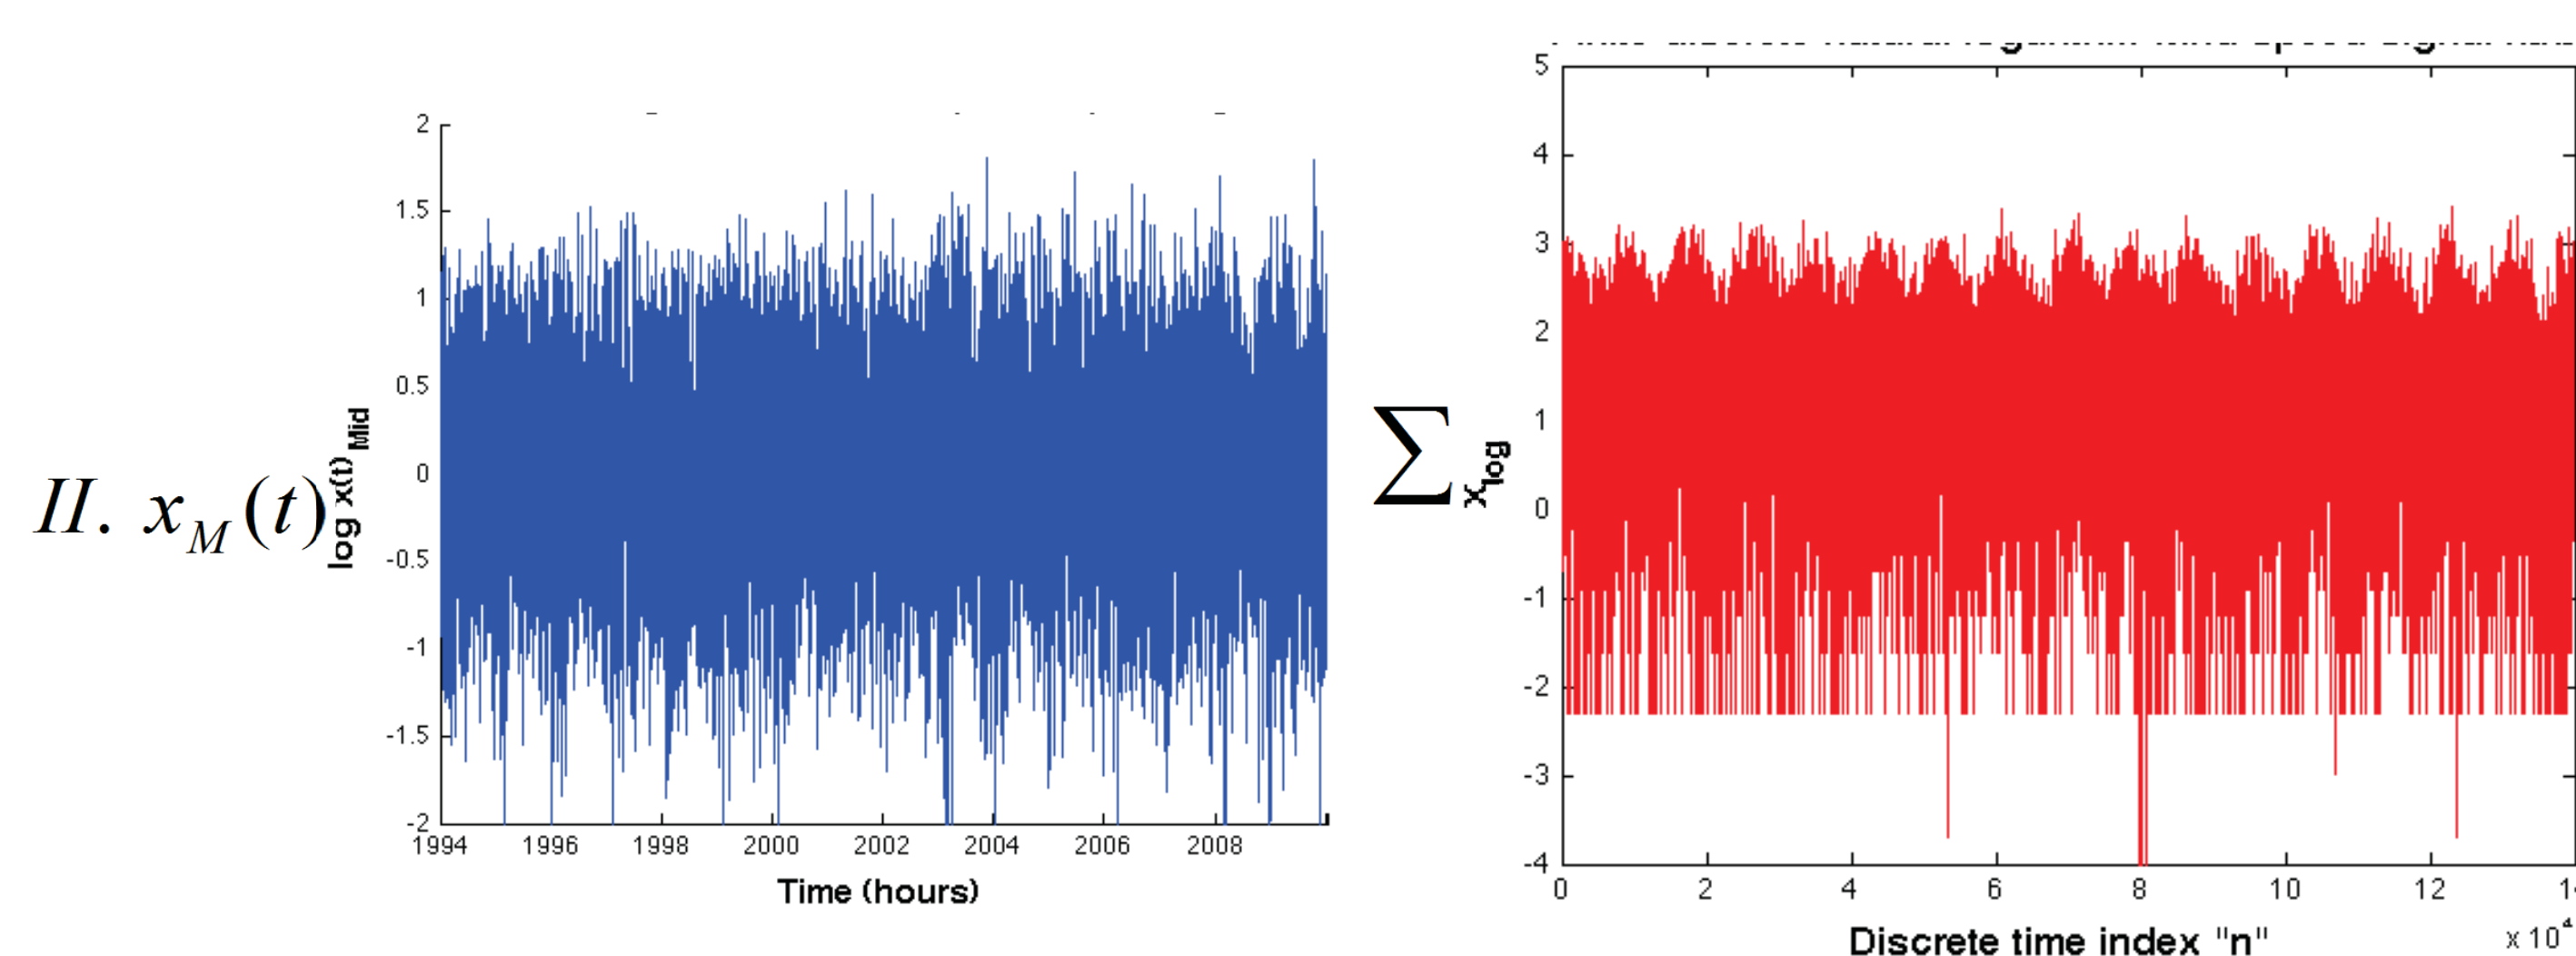 II. x_M(t)
log x(t)_Mid
2
1.5
1
0.5
0
-0.5
-1
-1.5
-2
1994 1996 1998 2000 2002 2004 2006 2008
Time (hours)
∑
x_log
5
4
3
2
1
0
-1
-2
-3
-4
0 2 4 6 8 10 12
x 10^4
Discrete time index "n"